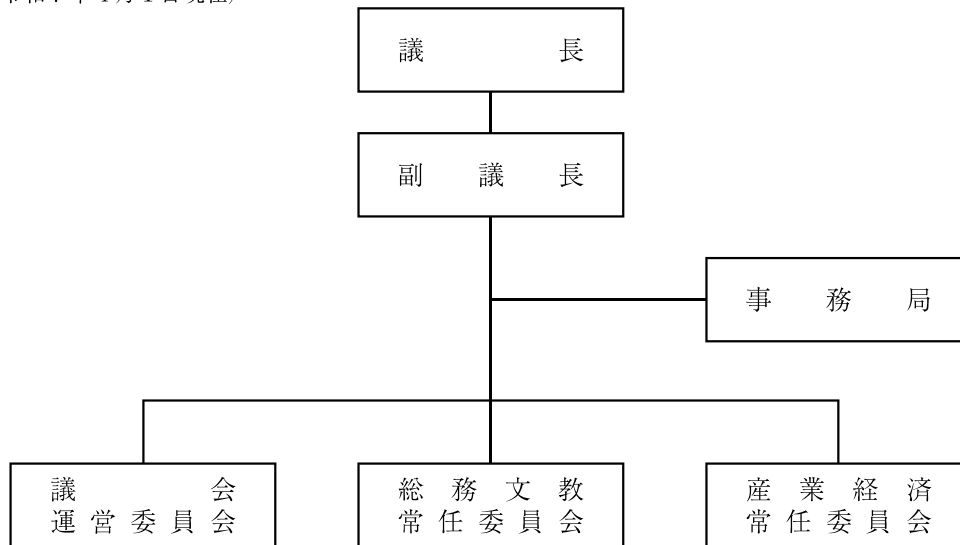 議長
副議長
事務局
議会
運営委員会
総務文教
常任委員会
産業経済
常任委員会